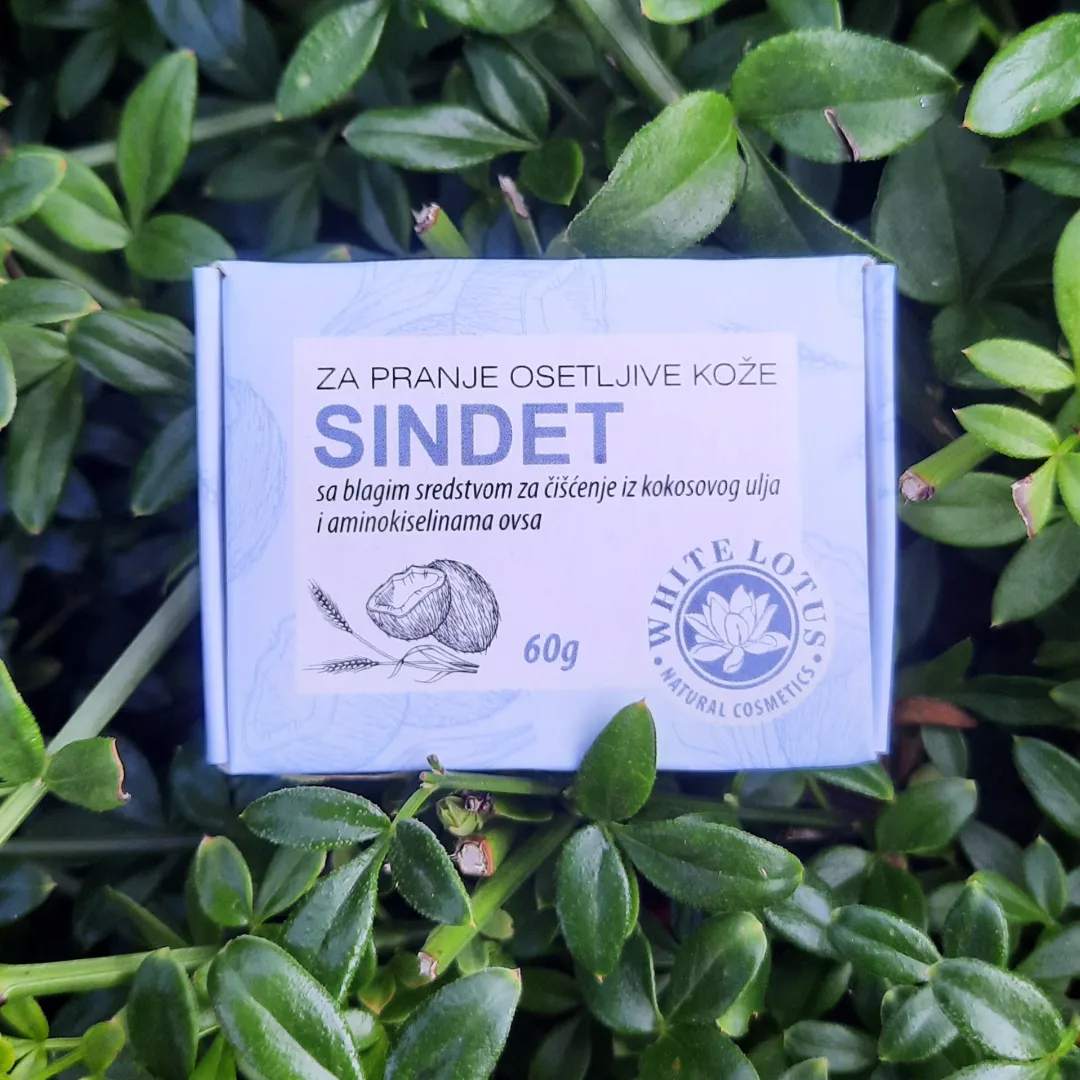 ZA PRANJE OSETLJIVE KOŽE
SINDET
sa blagim sredstvom za čišćenje iz kokosovog ulja
i aminokiselinama ovsa
60g
WHITE LOTUS
• NATURAL COSMETICS •